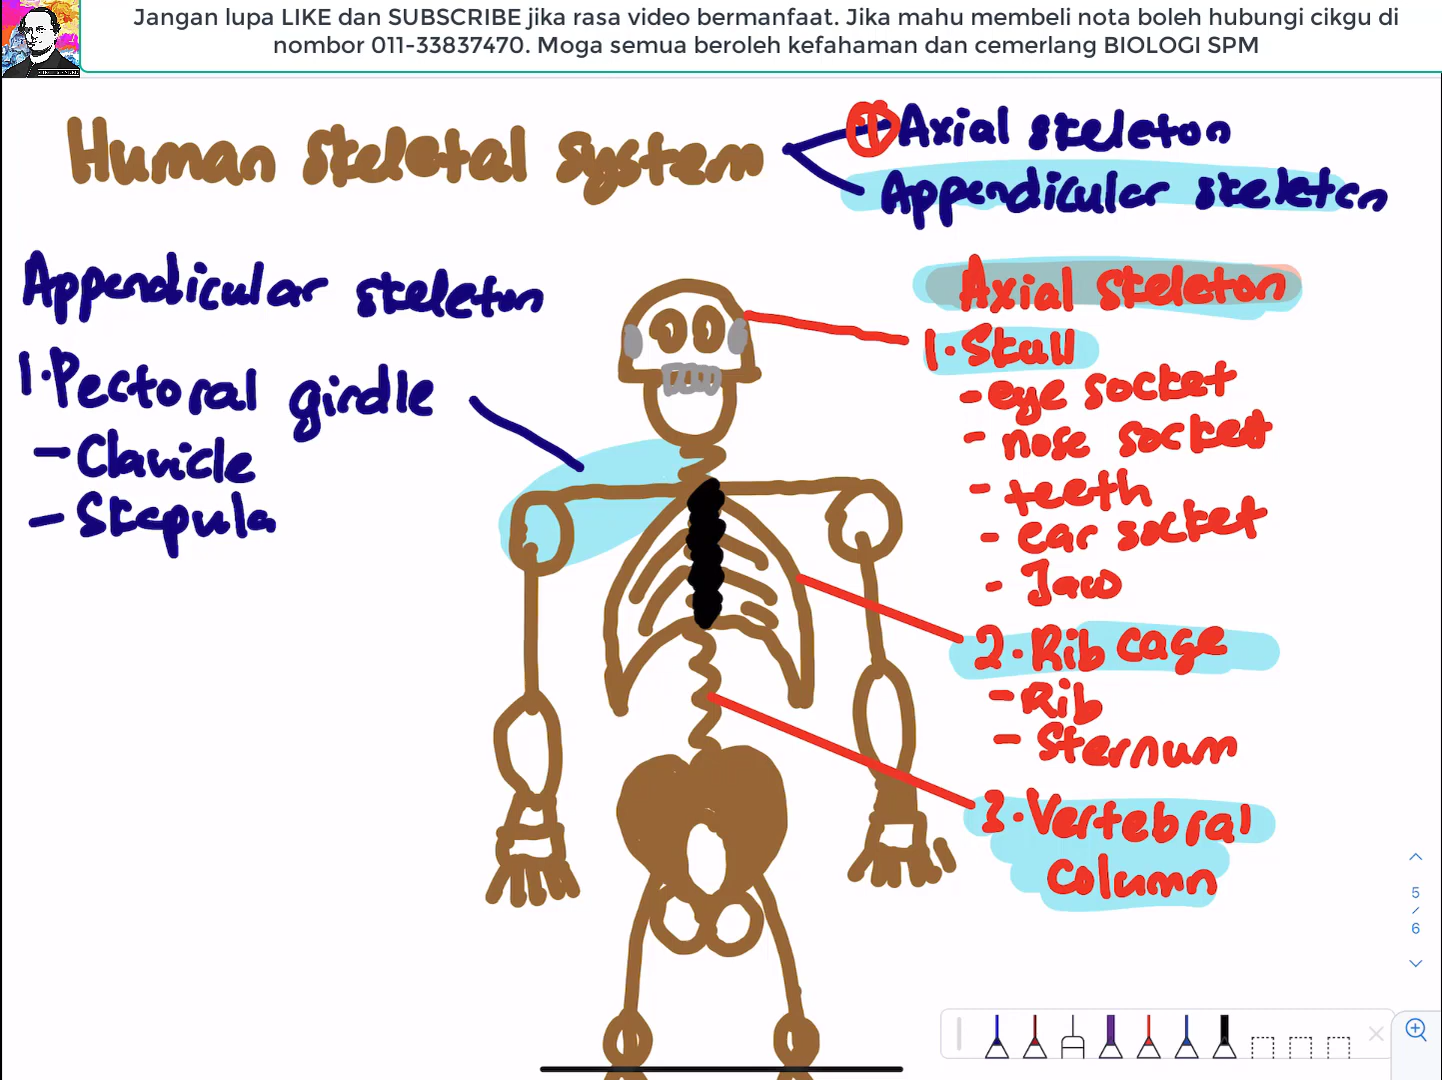 Jangan lupa LIKE dan SUBSCRIBE jika rasa video bermanfaat. Jika mahu membeli nota boleh hubungi cikgu di
nombor 011-33837470. Moga semua beroleh kefahaman dan cemerlang BIOLOGI SPM
Human skeletal system
① Axial skeleton
Appendicular skeleton
Appendicular skeleton
1. Pectoral girdle
- Clavicle
- Scapula
Axial skeleton
1. Skull
- eye socket
- nose socket
- teeth
- ear socket
- Jaw
2. Rib cage
- Rib
- Sternum
3. Vertebral
column
5
/
6